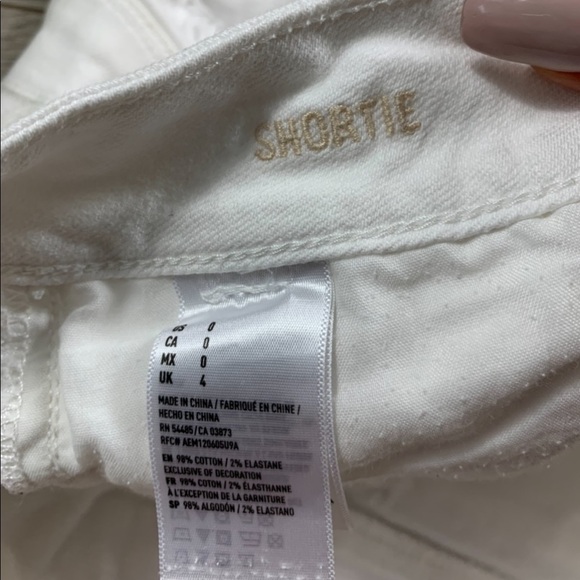 SHORTIE
US 0
CA 0
MX 0
UK 4
MADE IN CHINA / FABRIQUÉ EN CHINE /
HECHO EN CHINA
RN 54485/CA 03873
RFC# AEM120605U9A
EN 98% COTTON / 2% ELASTANE
EXCLUSIVE OF DECORATION
FR 98% COTON / 2% ÉLASTHANNE
À L'EXCEPTION DE LA GARNITURE
SP 98% ALGODÓN / 2% ELASTANO